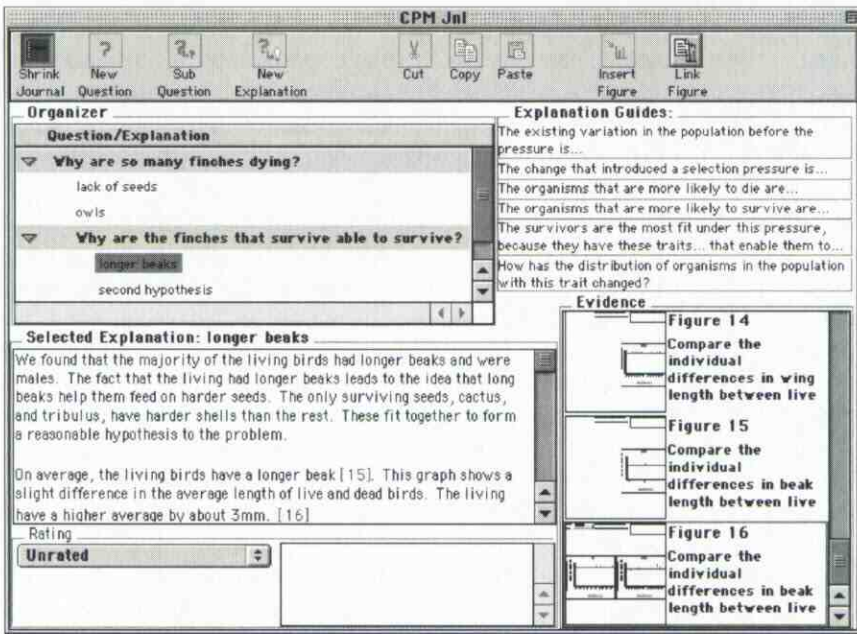 CPM Jnl
Shrink Journal
New Question
Sub Question
New Explanation
Cut
Copy
Paste
Insert Figure
Link Figure
Organizer
Question/Explanation
Why are so many finches dying?
lack of seeds
owls
Why are the finches that survive able to survive?
longer beaks
second hypothesis
Explanation Guides:
The existing variation in the population before the
pressure is...
The change that introduced a selection pressure is...
The organisms that are more likely to die are...
The organisms that are more likely to survive are...
The survivors are the most fit under this pressure,
because they have these traits... that enable them to...
How has the distribution of organisms in the population
with this trait changed?
Selected Explanation: longer beaks
We found that the majority of the living birds had longer beaks and were
males. The fact that the living had longer beaks leads to the idea that long
beaks help them feed on harder seeds. The only surviving seeds, cactus,
and tribulus, have harder shells than the rest. These fit together to form
a reasonable hypothesis to the problem.
On average, the living birds have a longer beak [15]. This graph shows a
slight difference in the average length of live and dead birds. The living
have a higher average by about 3mm. [16]
Rating
Unrated
Evidence
Figure 14
Compare the
individual
differences in wing
length between live
Figure 15
Compare the
individual
differences in beak
length between live
Figure 16
Compare the
individual
differences in beak
length between live